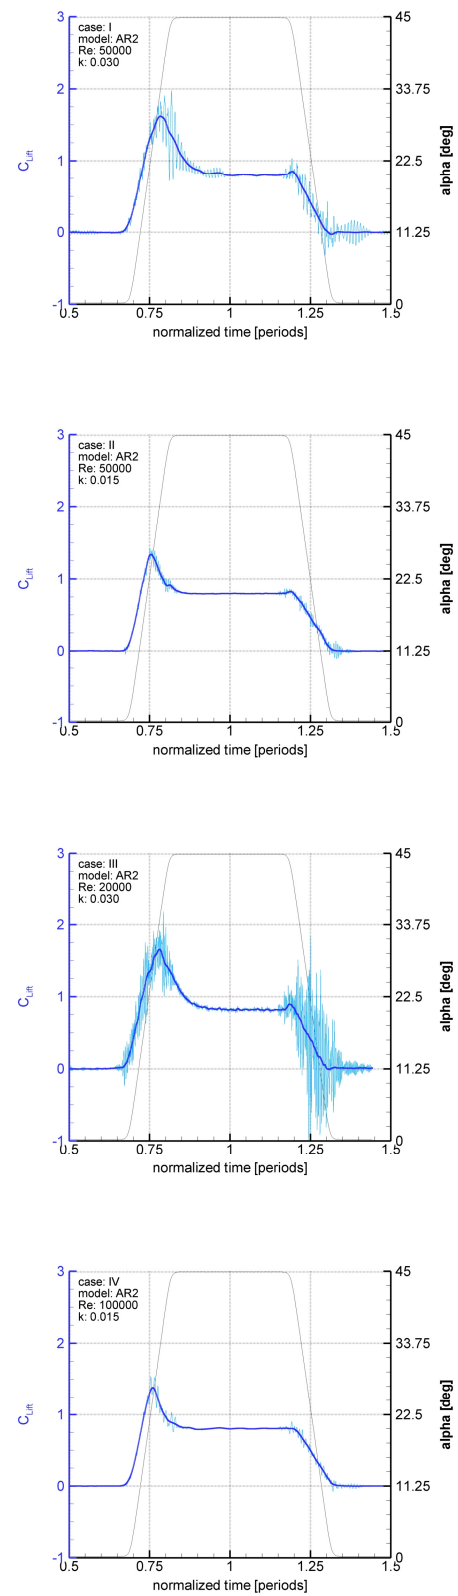 3
45
case: I
model: AR2
Re: 50000
k: 0.030
2
33.75
C_Lift
alpha [deg]
1
22.5
0
11.25
-1
0
0.5
0.75
1
1.25
1.5
normalized time [periods]
3
45
case: II
model: AR2
Re: 50000
k: 0.015
2
33.75
C_Lift
alpha [deg]
1
22.5
0
11.25
-1
0
0.5
0.75
1
1.25
1.5
normalized time [periods]
3
45
case: III
model: AR2
Re: 20000
k: 0.030
2
33.75
C_Lift
alpha [deg]
1
22.5
0
11.25
-1
0
0.5
0.75
1
1.25
1.5
normalized time [periods]
3
45
case: IV
model: AR2
Re: 100000
k: 0.015
2
33.75
C_Lift
alpha [deg]
1
22.5
0
11.25
-1
0
0.5
0.75
1
1.25
1.5
normalized time [periods]